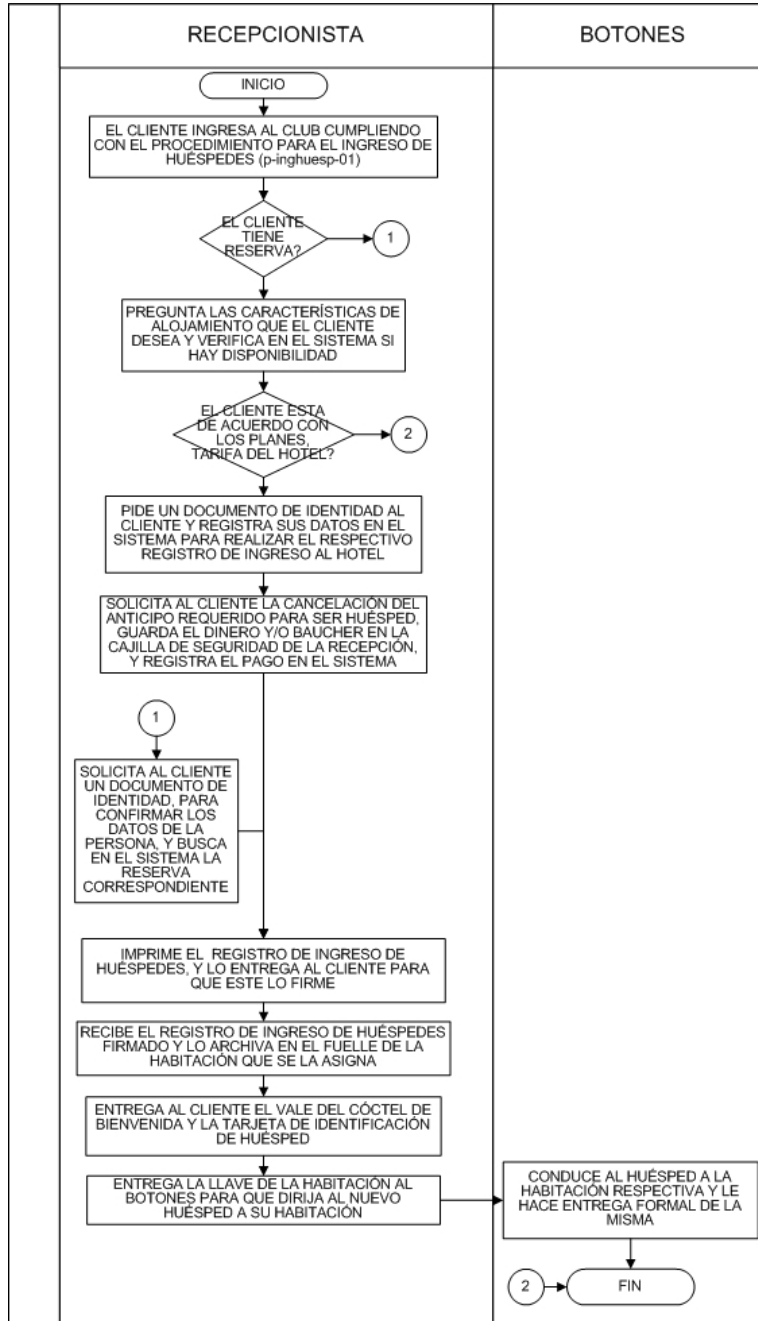 RECEPCIONISTA
BOTONES
INICIO
EL CLIENTE INGRESA AL CLUB CUMPLIENDO
CON EL PROCEDIMIENTO PARA EL INGRESO DE
HUÉSPEDES (p-inghuesp-01)
EL CLIENTE
TIENE
RESERVA?
1
PREGUNTA LAS CARACTERÍSTICAS DE
ALOJAMIENTO QUE EL CLIENTE
DESEA Y VERIFICA EN EL SISTEMA SI
HAY DISPONIBILIDAD
EL CLIENTE ESTA
DE ACUERDO CON
LOS PLANES,
TARIFA DEL HOTEL?
2
PIDE UN DOCUMENTO DE IDENTIDAD AL
CLIENTE Y REGISTRA SUS DATOS EN EL
SISTEMA PARA REALIZAR EL RESPECTIVO
REGISTRO DE INGRESO AL HOTEL
SOLICITA AL CLIENTE LA CANCELACIÓN DEL
ANTICIPO REQUERIDO PARA SER HUÉSPED,
GUARDA EL DINERO Y/O BAUCHER EN LA
CAJILLA DE SEGURIDAD DE LA RECEPCIÓN,
Y REGISTRA EL PAGO EN EL SISTEMA
1
SOLICITA AL CLIENTE
UN DOCUMENTO DE
IDENTIDAD, PARA
CONFIRMAR LOS
DATOS DE LA
PERSONA, Y BUSCA
EN EL SISTEMA LA
RESERVA
CORRESPONDIENTE
IMPRIME EL REGISTRO DE INGRESO DE
HUÉSPEDES, Y LO ENTREGA AL CLIENTE PARA
QUE ESTE LO FIRME
RECIBE EL REGISTRO DE INGRESO DE HUÉSPEDES
FIRMADO Y LO ARCHIVA EN EL FUELLE DE LA
HABITACIÓN QUE SE LA ASIGNA
ENTREGA AL CLIENTE EL VALE DEL CÓCTEL DE
BIENVENIDA Y LA TARJETA DE IDENTIFICACIÓN
DE HUÉSPED
ENTREGA LA LLAVE DE LA HABITACIÓN AL
BOTONES PARA QUE DIRIJA AL NUEVO
HUÉSPED A SU HABITACIÓN
CONDUCE AL HUÉSPED A LA
HABITACIÓN RESPECTIVA Y LE
HACE ENTREGA FORMAL DE LA
MISMA
2
FIN